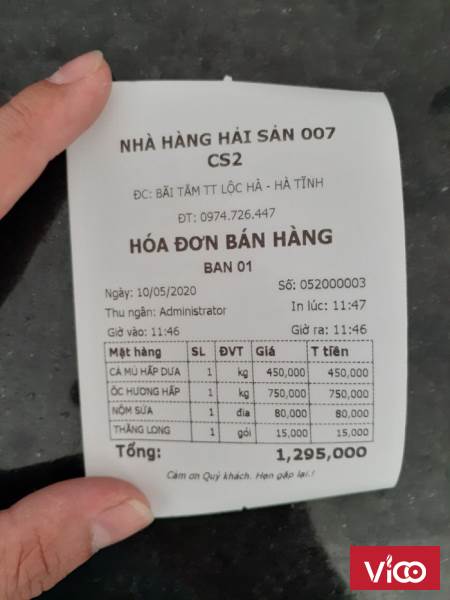 NHÀ HÀNG HẢI SẢN 007
CS2
ĐC: BÃI TẮM TT LỘC HÀ - HÀ TĨNH
ĐT: 0974.726.447
HÓA ĐƠN BÁN HÀNG
BAN 01
Ngày: 10/05/2020 Số: 052000003
Thu ngân: Administrator In lúc: 11:47
Giờ vào: 11:46 Giờ ra: 11:46
Mặt hàng SL ĐVT Giá T tiền
CÁ MÚ HẤP DƯA 1 kg 450,000 450,000
ỐC HƯƠNG HẤP 1 kg 750,000 750,000
NỘM SỨA 1 đia 80,000 80,000
THĂNG LONG 1 gói 15,000 15,000
Tổng: 1,295,000
Cảm ơn Quý khách. Hẹn gặp lại.!
ViCO